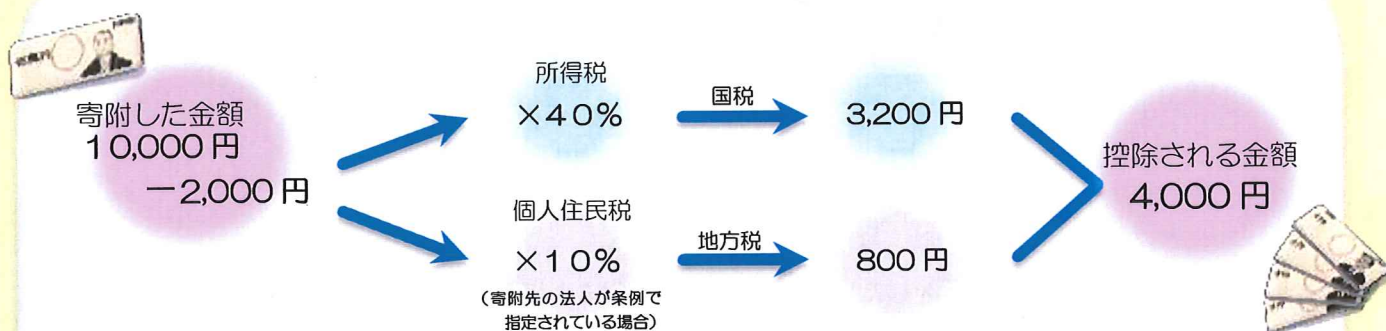 寄附した金額
10,000円
－2,000円
所得税
×40%
国税
3,200円
個人住民税
×10%
(寄附先の法人が条例で
指定されている場合)
地方税
800円
控除される金額
4,000円